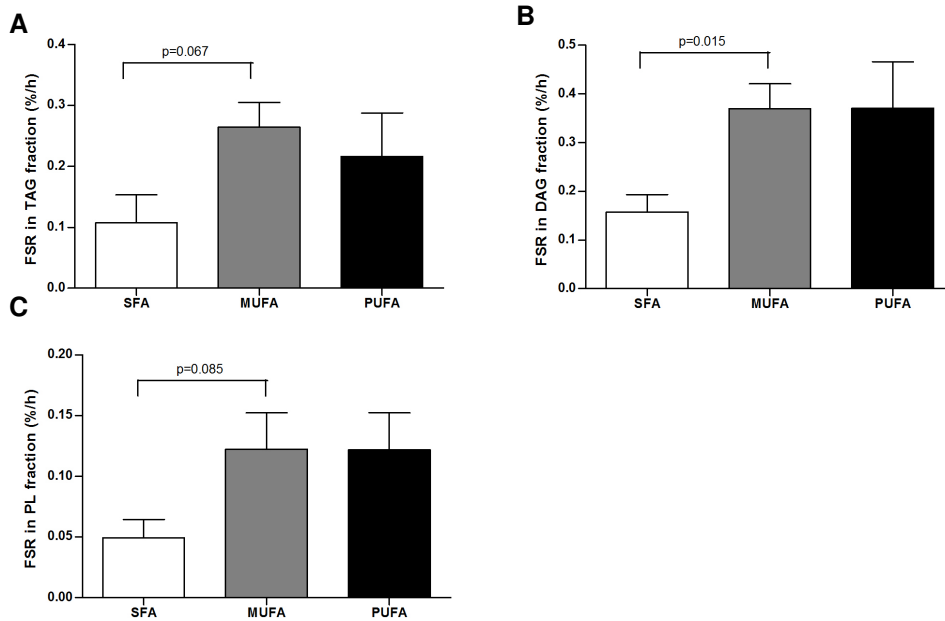 A
FSR in TAG fraction (%/h)
0.4
0.3
0.2
0.1
0.0
p=0.067
SFA MUFA PUFA
B
FSR in DAG fraction (%/h)
0.5
0.4
0.3
0.2
0.1
0.0
p=0.015
SFA MUFA PUFA
C
FSR in PL fraction (%/h)
0.20
0.15
0.10
0.05
0.00
p=0.085
SFA MUFA PUFA